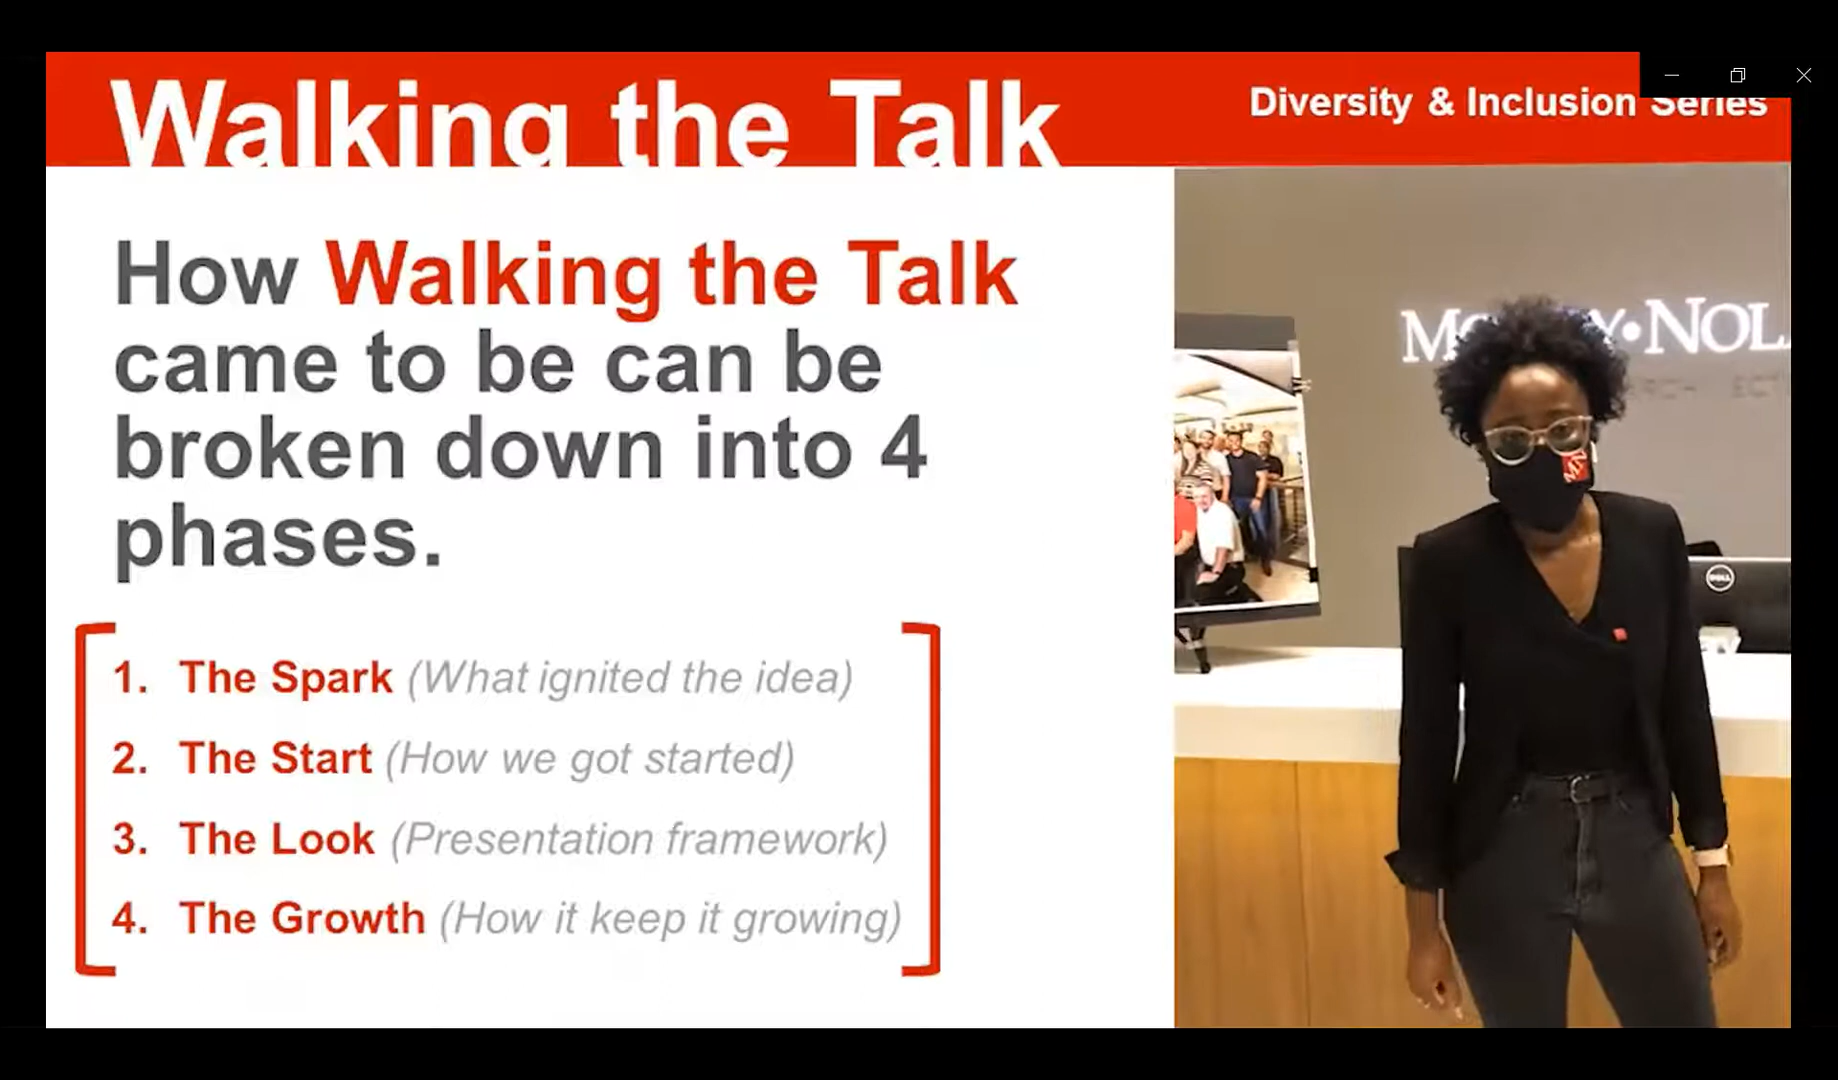 Walking the Talk
Diversity & Inclusion Series
How Walking the Talk
came to be can be
broken down into 4
phases.
1. The Spark (What ignited the idea)
2. The Start (How we got started)
3. The Look (Presentation framework)
4. The Growth (How it keep it growing)
DELL